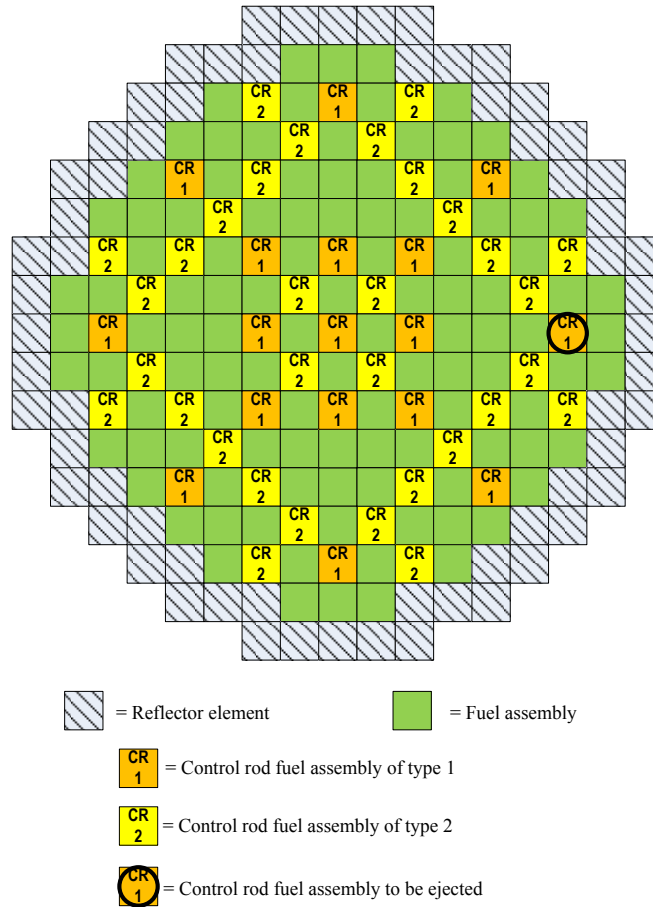 CR CR CR
2 1 2
CR CR
2 2
CR CR CR CR
1 2 2 1
CR CR
2 2
CR CR CR CR CR CR CR
2 2 1 1 1 2 2
CR CR CR CR
2 2 2 2
CR CR CR CR CR
1 1 1 1 1
CR CR CR CR
2 2 2 2
CR CR CR CR CR CR CR
2 2 1 1 1 2 2
CR CR
2 2
CR CR CR CR
1 2 2 1
CR CR
2 2
CR CR CR
2 1 2
= Reflector element
= Fuel assembly
CR
1
= Control rod fuel assembly of type 1
CR
2
= Control rod fuel assembly of type 2
CR
1
= Control rod fuel assembly to be ejected